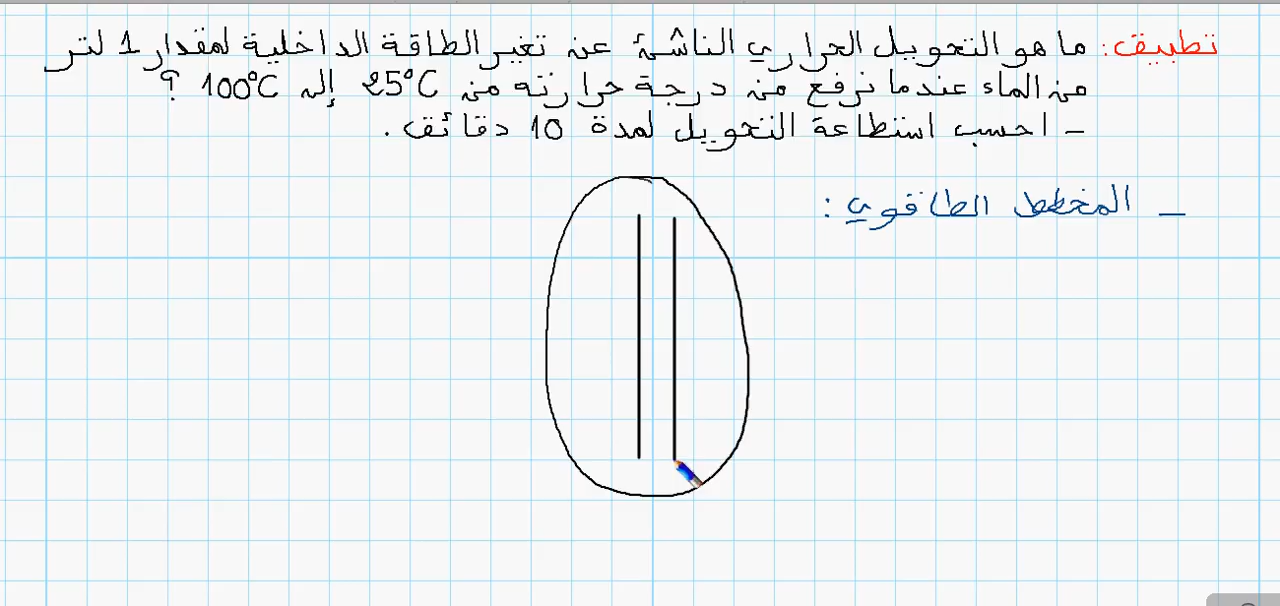 تطبيق: ما هو التحويل الحراري الناشئ عن تغير الطاقة الداخلية لمقدار 1 لتر
من الماء عندما نرفع من درجة حرارته من 25°C إلى 100°C ؟
- احسب استطاعة التحويل لمدة 10 دقائق.
- المخطط الطاقوي: